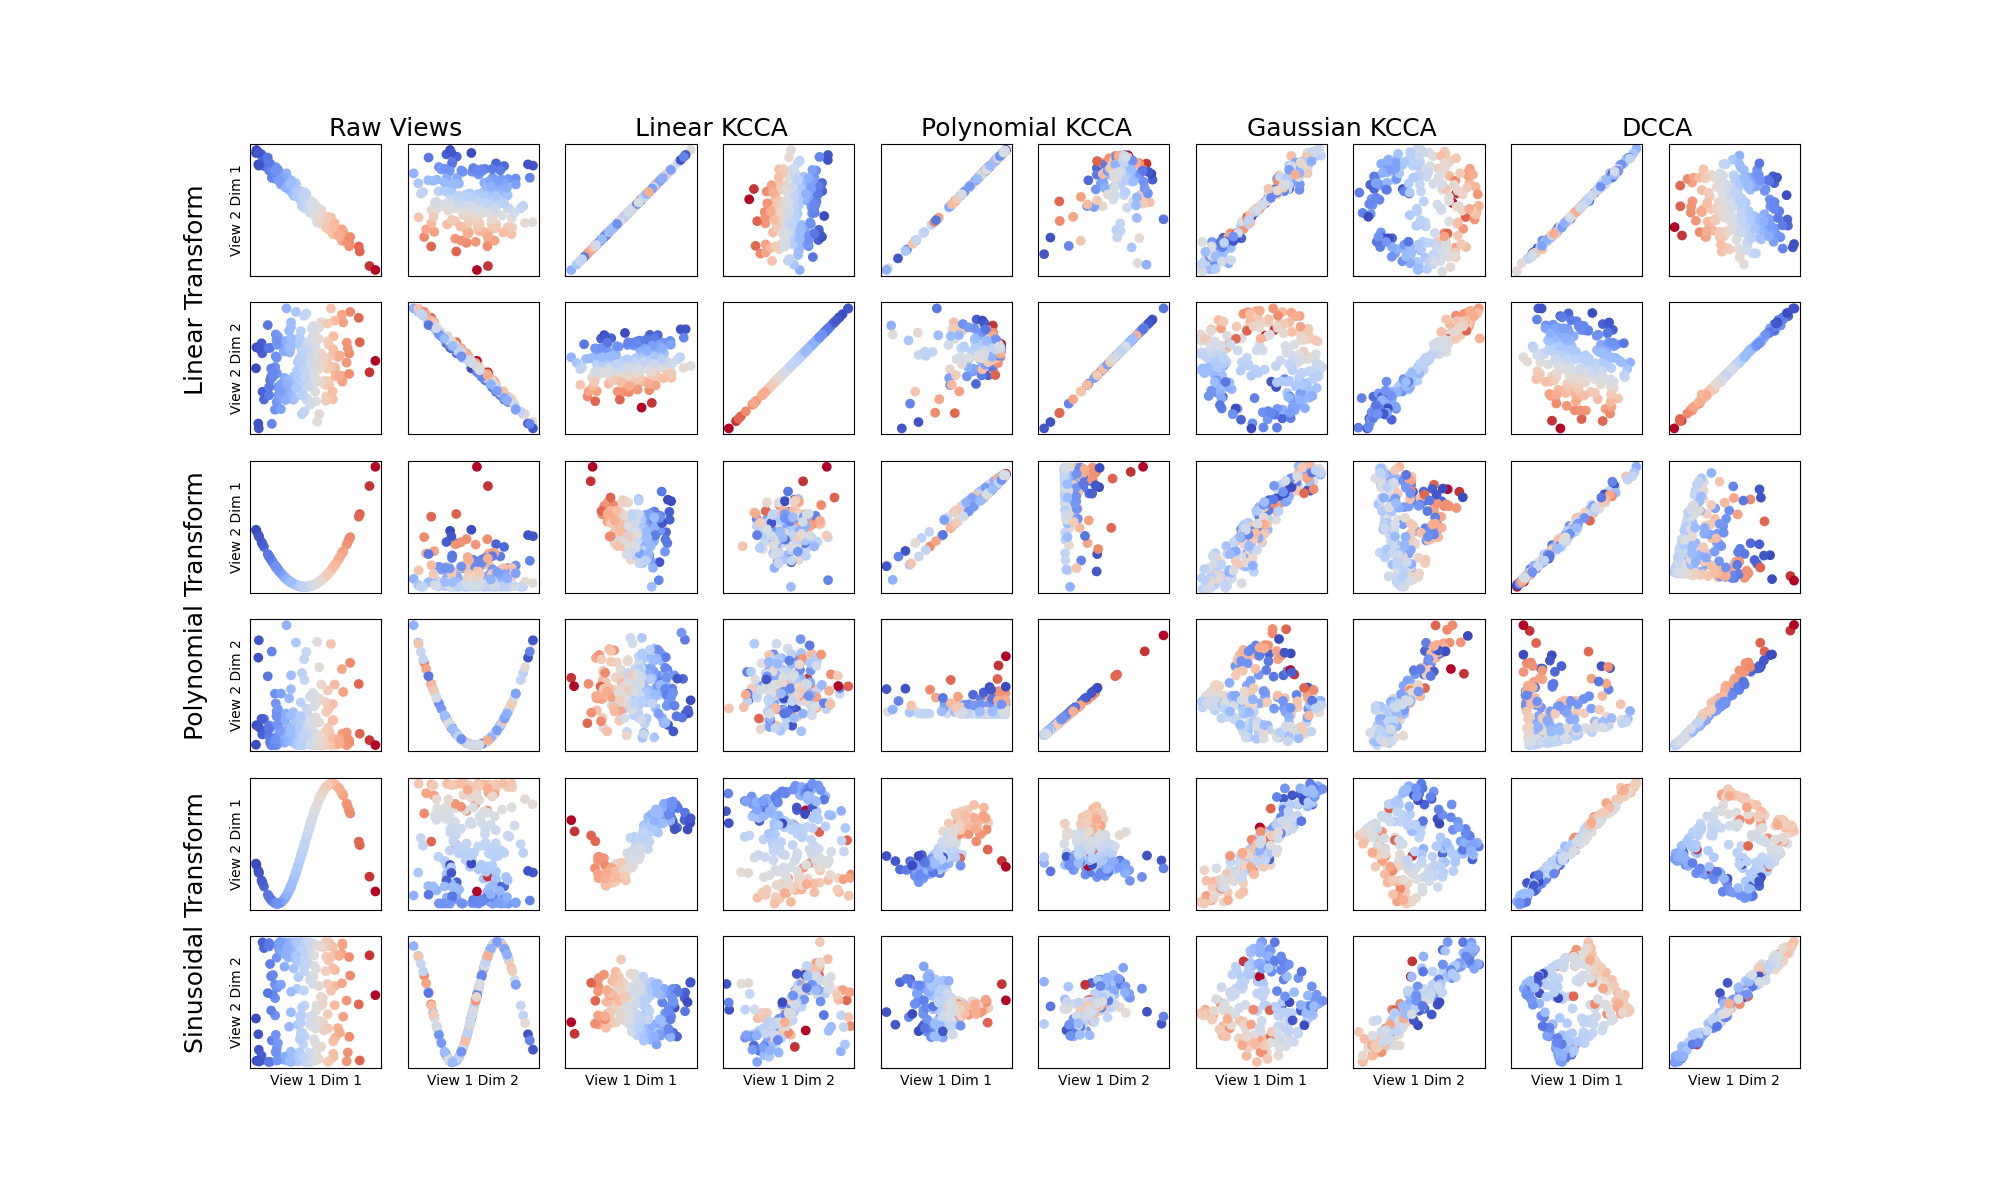 Raw Views
Linear KCCA
Polynomial KCCA
Gaussian KCCA
DCCA
Linear Transform
View 2 Dim 1
View 2 Dim 2
Polynomial Transform
View 2 Dim 1
View 2 Dim 2
Sinusoidal Transform
View 2 Dim 1
View 2 Dim 2
View 1 Dim 1
View 1 Dim 2
View 1 Dim 1
View 1 Dim 2
View 1 Dim 1
View 1 Dim 2
View 1 Dim 1
View 1 Dim 2
View 1 Dim 1
View 1 Dim 2